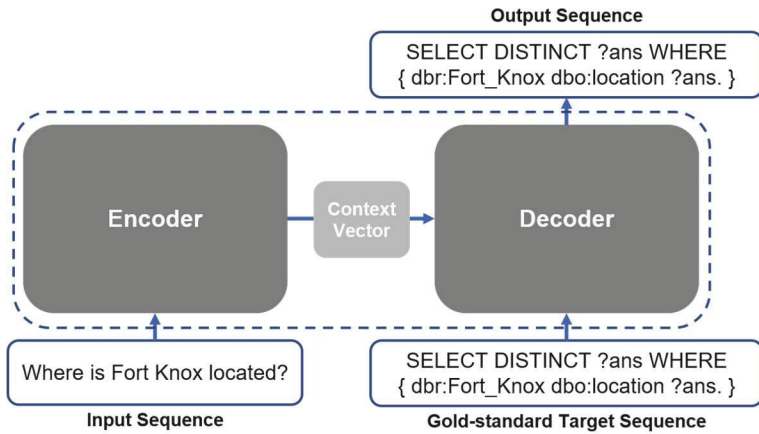 Output Sequence
SELECT DISTINCT ?ans WHERE
{ dbr:Fort_Knox dbo:location ?ans. }
Encoder
Context
Vector
Decoder
Where is Fort Knox located?
Input Sequence
SELECT DISTINCT ?ans WHERE
{ dbr:Fort_Knox dbo:location ?ans. }
Gold-standard Target Sequence